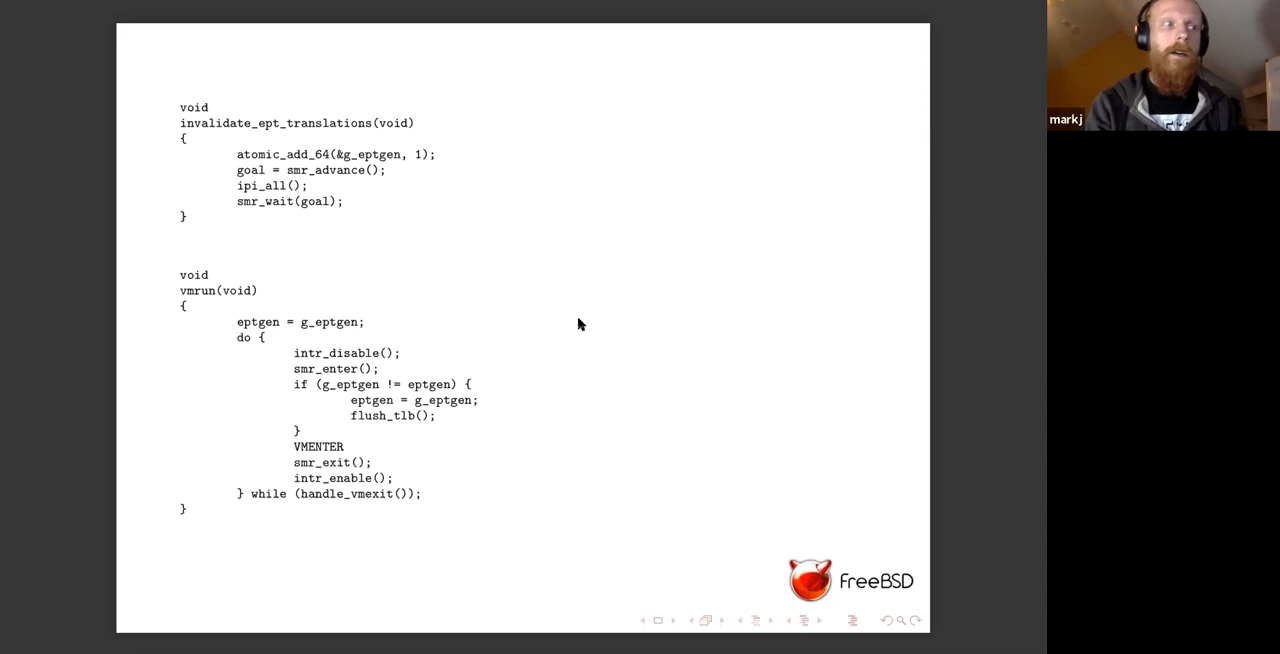 void
invalidate_ept_translations(void)
{
atomic_add_64(&g_eptgen, 1);
goal = smr_advance();
ipi_all();
smr_wait(goal);
}
void
vmrun(void)
{
eptgen = g_eptgen;
do {
intr_disable();
smr_enter();
if (g_eptgen != eptgen) {
eptgen = g_eptgen;
flush_tlb();
}
VMENTER
smr_exit();
intr_enable();
} while (handle_vmexit());
}
FreeBSD
markj